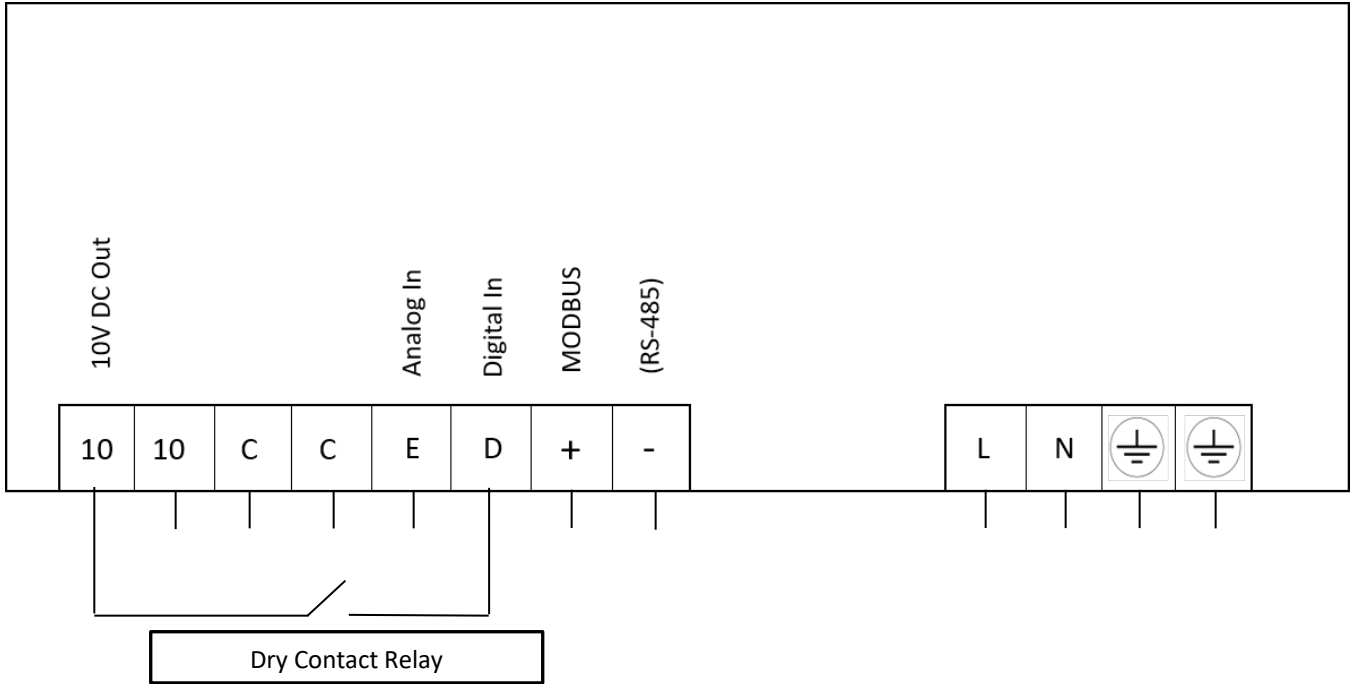 10V DC Out
Analog In
Digital In
MODBUS
(RS-485)
10 10 C C E D + -
L N
Dry Contact Relay